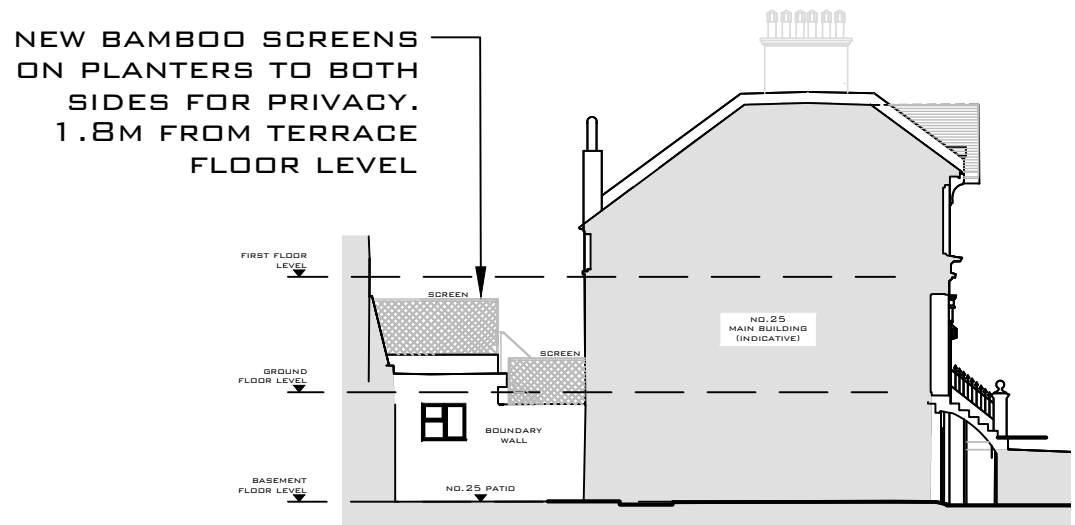 NEW BAMBOO SCREENS
ON PLANTERS TO BOTH
SIDES FOR PRIVACY.
1.8M FROM TERRACE
FLOOR LEVEL
FIRST FLOOR
LEVEL
SCREEN
SCREEN
NO.25
MAIN BUILDING
(INDICATIVE)
GROUND
FLOOR LEVEL
BOUNDARY
WALL
BASEMENT
FLOOR LEVEL
NO.25 PATIO